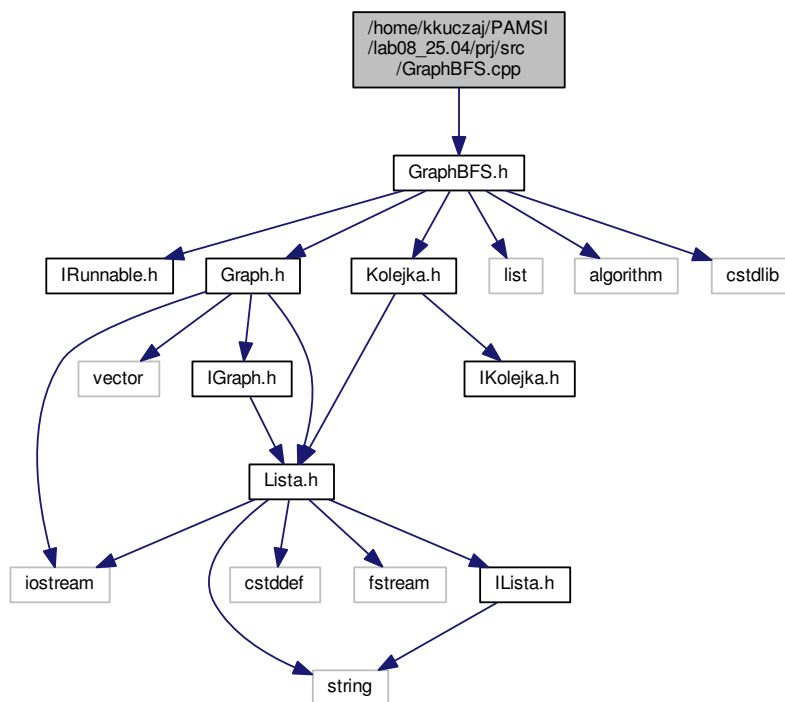 /home/kkuczaj/PAMSI
/lab08_25.04/prj/src
/GraphBFS.cpp
GraphBFS.h
IRunnable.h
Graph.h
Kolejka.h
list
algorithm
cstdlib
vector
IGraph.h
IKolejka.h
Lista.h
iostream
cstddef
fstream
ILista.h
string